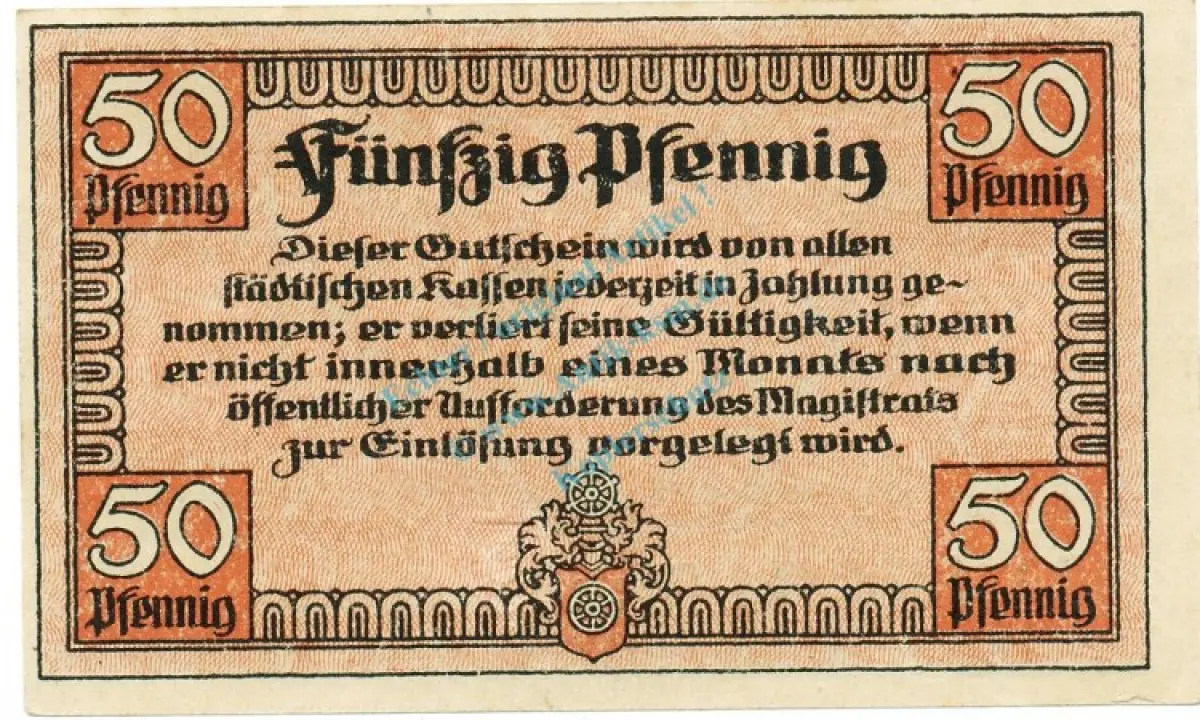 50 50
Pfennig Pfennig
Fünfzig Pfennig
Dieser Gutschein wird von allen
städtischen Kassen jederzeit in Zahlung ge-
nommen; er verliert seine Gültigkeit, wenn
er nicht innerhalb eines Monats nach
öffentlicher Aufforderung des Magistrats
zur Einlösung vorgelegt wird.
50 50
Pfennig Pfennig